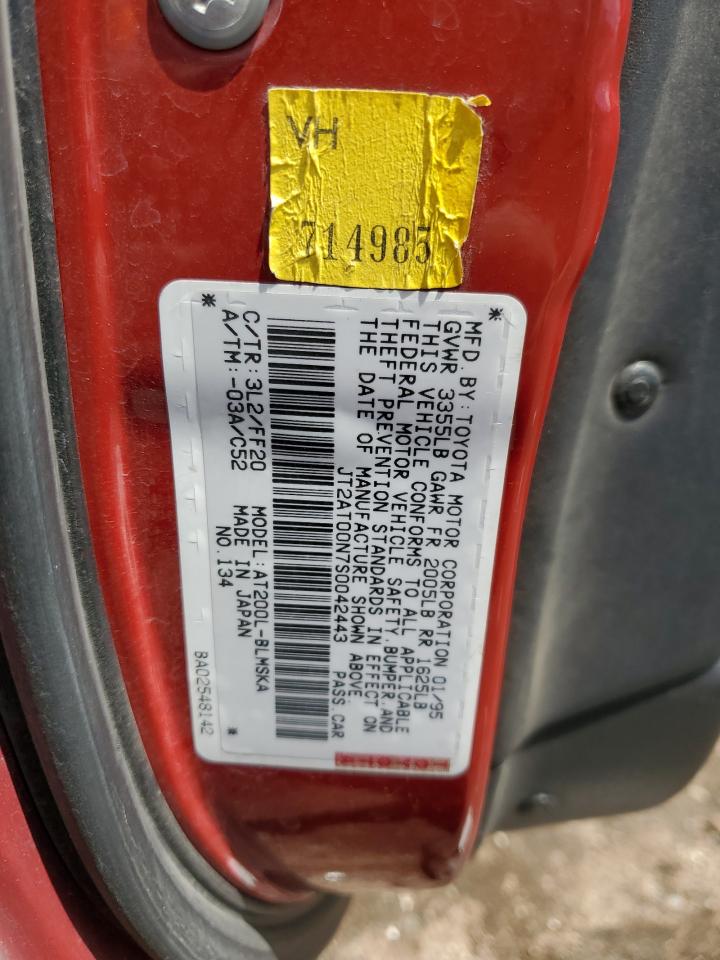 VH
714985
MFD. BY: TOYOTA MOTOR CORPORATION 01/95
GVWR 3355LB GAWR FR 2005LB RR 1625LB
THIS VEHICLE CONFORMS TO ALL APPLICABLE
FEDERAL MOTOR VEHICLE SAFETY, BUMPER, AND
THEFT PREVENTION STANDARDS IN EFFECT ON
THE DATE OF MANUFACTURE SHOWN ABOVE.
JT2AT00N7S0042443 PASS. CAR
C/TR: 3L2/FF20 MODEL: AT200L-BLMSKA
A/TM: -03A/C52 MADE IN JAPAN
NO. 134
BA02548142